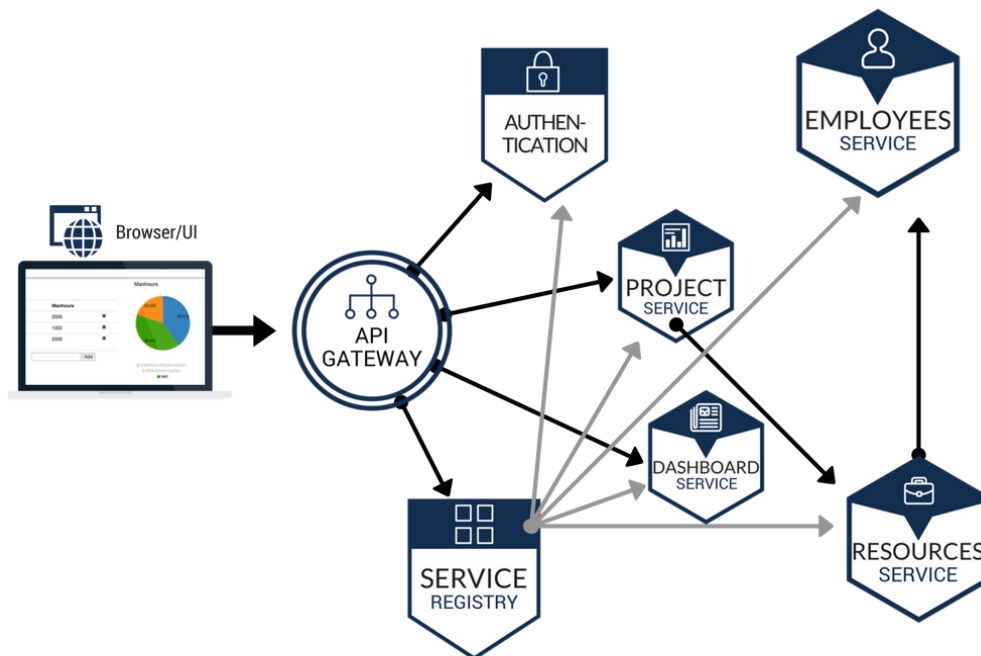 AUTHEN-
TICATION
EMPLOYEES
SERVICE
Browser/UI
Manhours
Manhours
2000
1000
2000
Add
API
GATEWAY
PROJECT
SERVICE
DASHBOARD
SERVICE
SERVICE
REGISTRY
RESOURCES
SERVICE